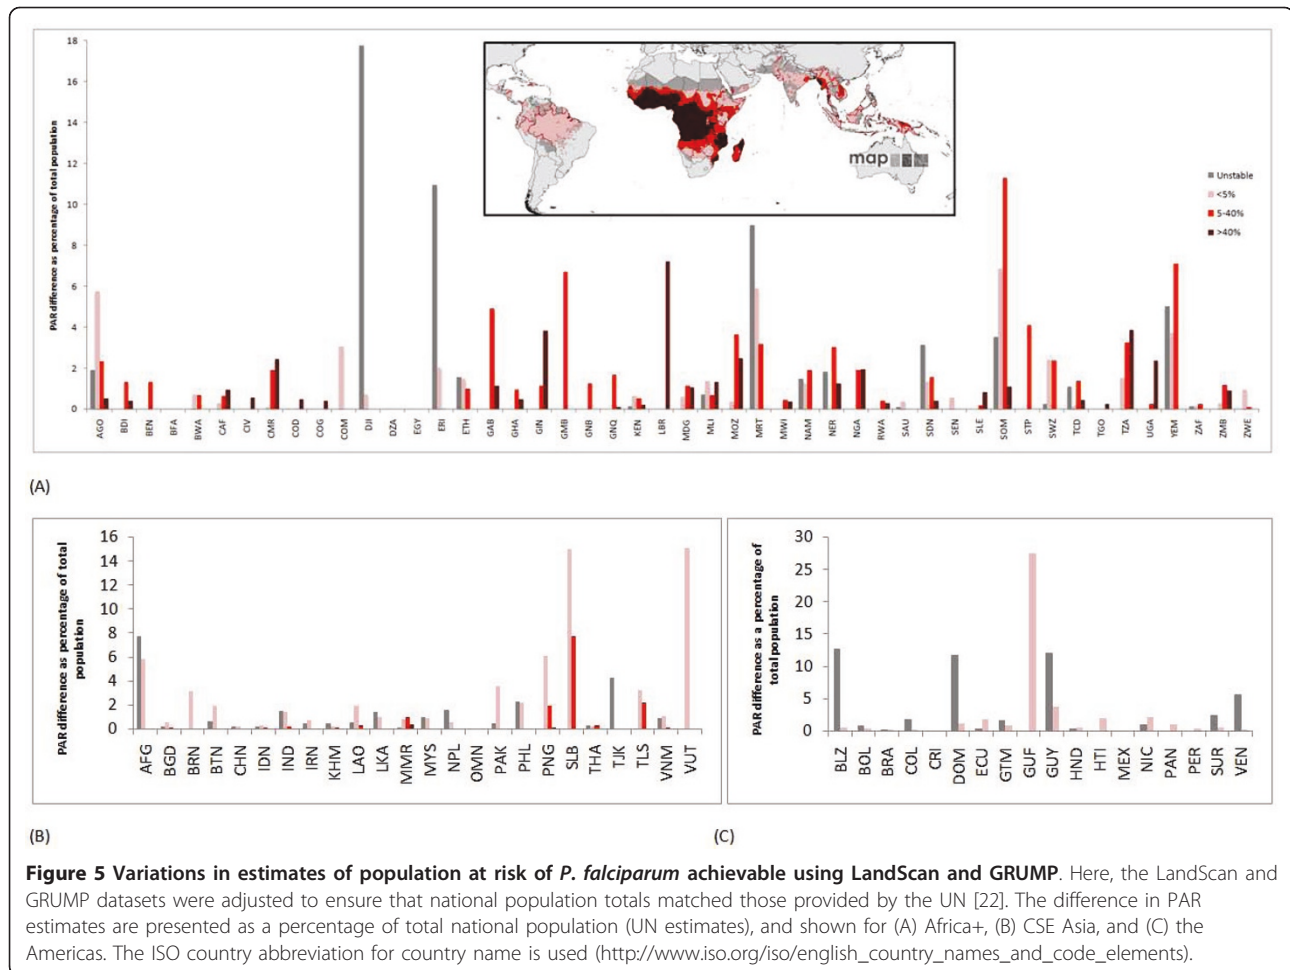 18
16
14
12
10
8
6
4
2
0
PAR difference as percentage of total population
map
Unstable
<5%
5-40%
>40%
AGO BDI BEN BFA BWA CAF CIV CMR COD COG COM DJI DZA EGY ERI ETH GAB GHA GIN GMB GNB GNQ KEN LBR MDG MLI MOZ MRT MWI NAM NER NGA RWA SAU SDN SEN SLE SOM STP SWZ TCD TGO TZA UGA YEM ZAF ZMB ZWE
(A)
16
14
12
10
8
6
4
2
0
PAR difference as percentage of total
population
AFG BGD BRN BTN CHN IDN IND IRN KHM LAO LKA MMR MYS NPL OMN PAK PHL PNG SLB THA TJK TLS VNM VUT
(B)
30
25
20
15
10
5
0
PAR difference as a percentage of
total population
BLZ BOL BRA COL CRI DOM ECU GTM GUF GUY HND HTI MEX NIC PAN PER SUR VEN
(C)
Figure 5 Variations in estimates of population at risk of P. falciparum achievable using LandScan and GRUMP. Here, the LandScan and
GRUMP datasets were adjusted to ensure that national population totals matched those provided by the UN [22]. The difference in PAR
estimates are presented as a percentage of total national population (UN estimates), and shown for (A) Africa+, (B) CSE Asia, and (C) the
Americas. The ISO country abbreviation for country name is used (http://www.iso.org/iso/english_country_names_and_code_elements).